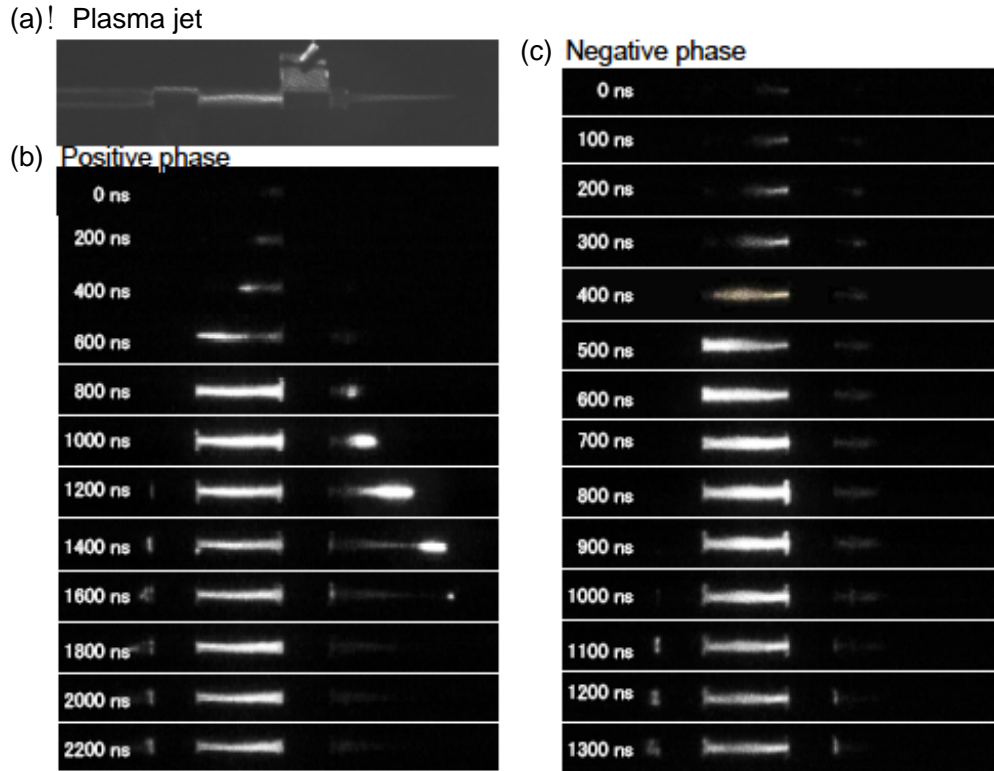 (a)! Plasma jet
(b) Positive phase
0 ns
200 ns
400 ns
600 ns
800 ns
1000 ns
1200 ns
1400 ns
1600 ns
1800 ns
2000 ns
2200 ns
(c) Negative phase
0 ns
100 ns
200 ns
300 ns
400 ns
500 ns
600 ns
700 ns
800 ns
900 ns
1000 ns
1100 ns
1200 ns
1300 ns